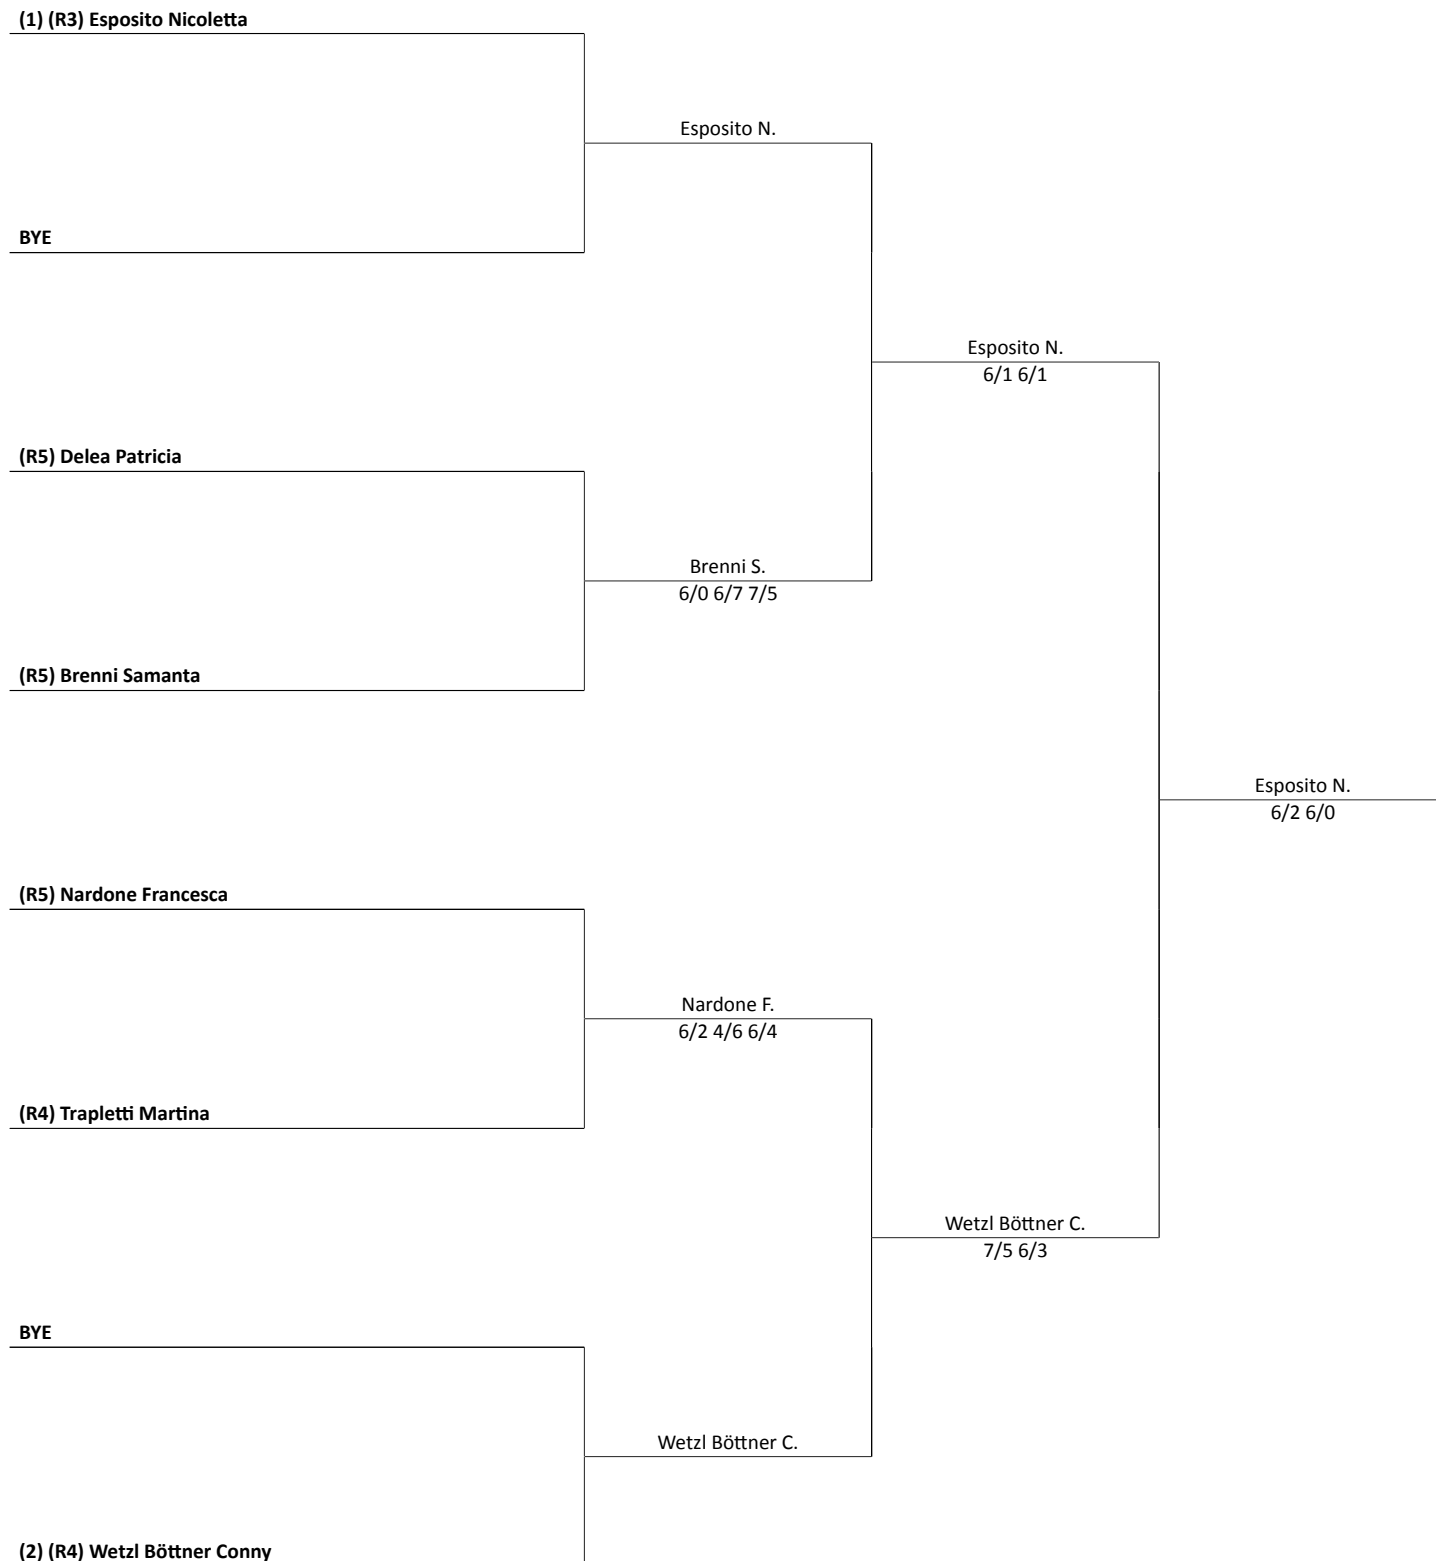 (1) (R3) Esposito Nicoletta
Esposito N.
BYE
Esposito N.
6/1 6/1
(R5) Delea Patricia
Brenni S.
6/0 6/7 7/5
(R5) Brenni Samanta
Esposito N.
6/2 6/0
(R5) Nardone Francesca
Nardone F.
6/2 4/6 6/4
(R4) Trapletti Martina
Wetzl Böttner C.
7/5 6/3
BYE
Wetzl Böttner C.
(2) (R4) Wetzl Böttner Conny